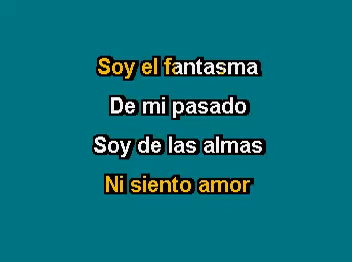 Soy el fantasma
De mi pasado
Soy de las almas
Ni siento amor